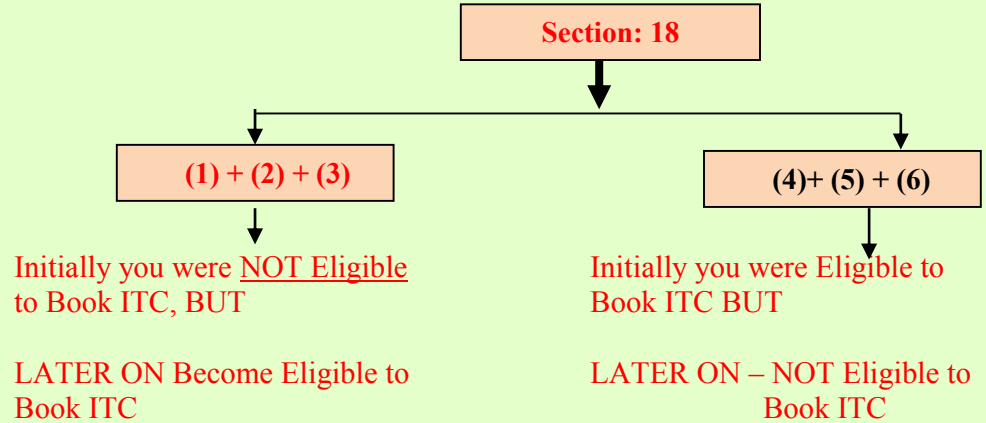 Section: 18
(1) + (2) + (3)
(4)+ (5) + (6)
Initially you were NOT Eligible
to Book ITC, BUT
LATER ON Become Eligible to
Book ITC
Initially you were Eligible to
Book ITC BUT
LATER ON – NOT Eligible to
Book ITC